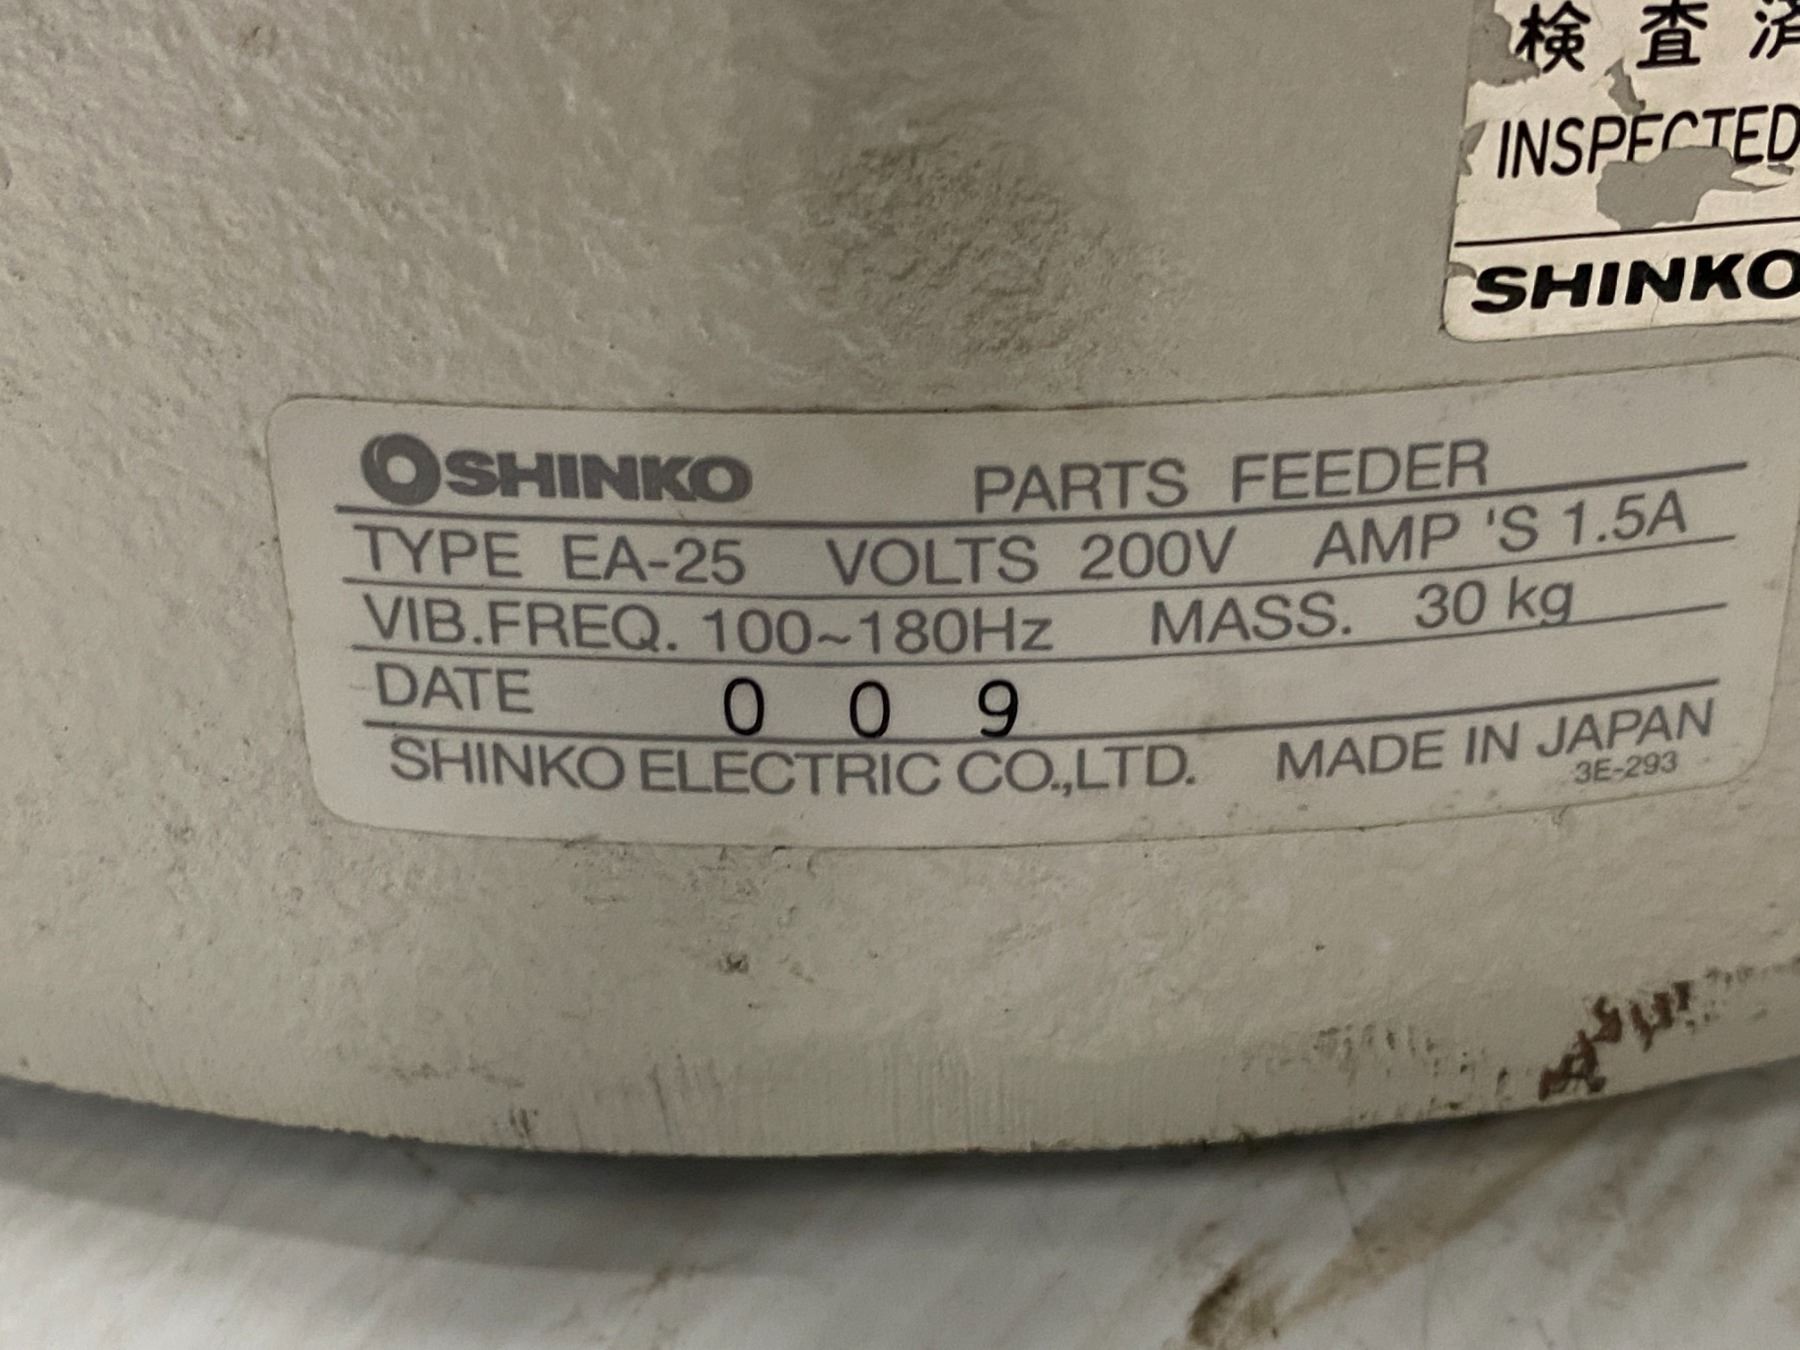 検査済
INSPECTED
SHINKO
SHINKO PARTS FEEDER
TYPE EA-25 VOLTS 200V AMP 'S 1.5A
VIB.FREQ. 100~180Hz MASS. 30 kg
DATE 0 0 9
SHINKO ELECTRIC CO.,LTD. MADE IN JAPAN
3E-293